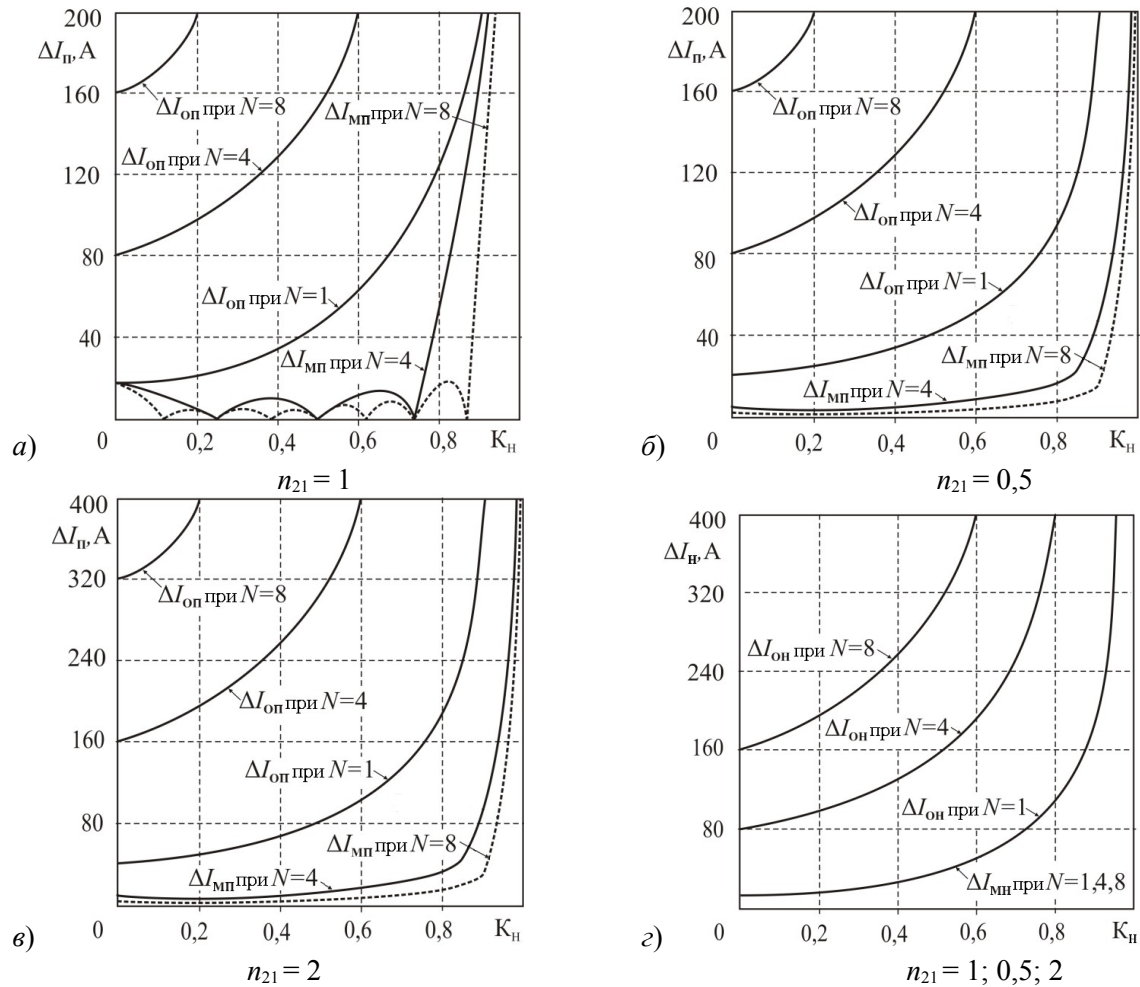 200
ΔIп,А
160
120
80
40
0
0,2
0,4
0,6
0,8
Кн
ΔIоп при N=8
ΔIмп при N=8
ΔIоп при N=4
ΔIоп при N=1
ΔIмп при N=4
а)
n21 = 1
200
ΔIп,А
160
120
80
40
0
0,2
0,4
0,6
0,8
Кн
ΔIоп при N=8
ΔIоп при N=4
ΔIоп при N=1
ΔIмп при N=8
ΔIмп при N=4
б)
n21 = 0,5
400
ΔIп,А
320
240
160
80
0
0,2
0,4
0,6
0,8
Кн
ΔIоп при N=8
ΔIоп при N=4
ΔIоп при N=1
ΔIмп при N=8
ΔIмп при N=4
в)
n21 = 2
400
ΔIн,А
320
240
160
80
0
0,2
0,4
0,6
0,8
Кн
ΔIон при N=8
ΔIон при N=4
ΔIон при N=1
ΔIмн при N=1,4,8
г)
n21 = 1; 0,5; 2